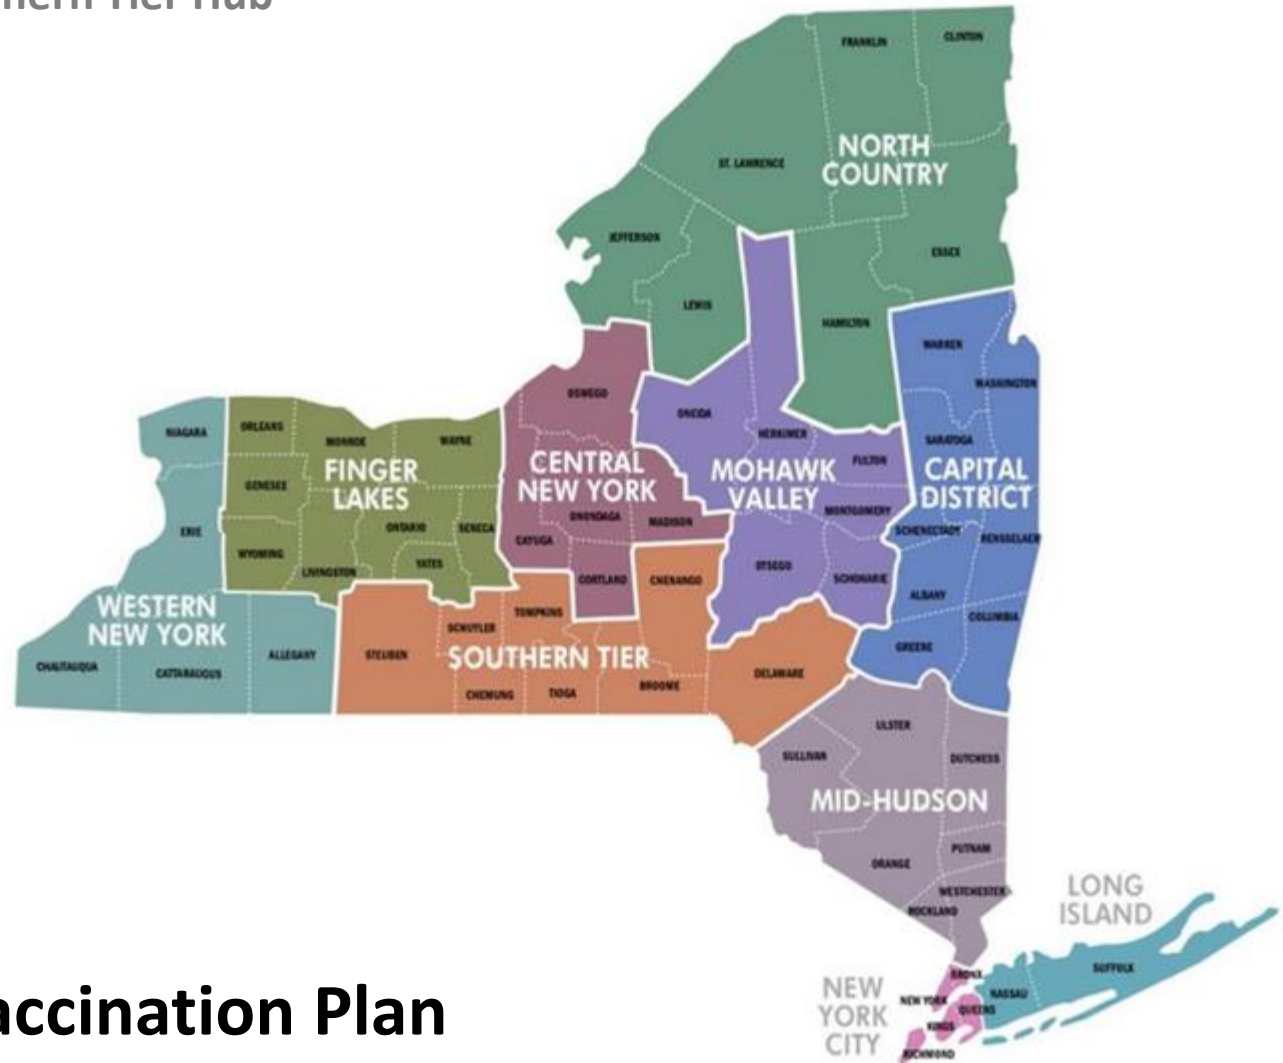 hern Tier Hub
FRANKLIN
CLINTON
NORTH
COUNTRY
ST. LAWRENCE
JEFFERSON
ESSEX
LEWIS
HAMILTON
WARREN
WASHINGTON
OSWEGO
ONEIDA
HERKIMER
SARATOGA
FULTON
NIAGARA
ORLEANS
MONROE
WAYNE
FINGER
LAKES
GENESEE
ONTARIO
SENECA
ERIE
WYOMING
LIVINGSTON
YATES
CENTRAL
NEW YORK
ONONDAGA
MADISON
CAYUGA
CORTLAND
MOHAWK
VALLEY
MONTGOMERY
OTSEGO
SCHOHARIE
CAPITAL
DISTRICT
SCHENECTADY
RENSSELAER
ALBANY
COLUMBIA
GREENE
WESTERN
NEW YORK
CHAUTAUQUA
CATTARAUGUS
ALLEGANY
CHENANGO
TOMPKINS
SCHUYLER
STEUBEN
SOUTHERN TIER
CHEMUNG
TIOGA
BROOME
DELAWARE
ULSTER
SULLIVAN
DUTCHESS
MID-HUDSON
PUTNAM
ORANGE
WESTCHESTER
ROCKLAND
LONG
ISLAND
SUFFOLK
NASSAU
NEW
YORK
CITY
BRONX
NEW YORK
QUEENS
KINGS
RICHMOND
accination Plan